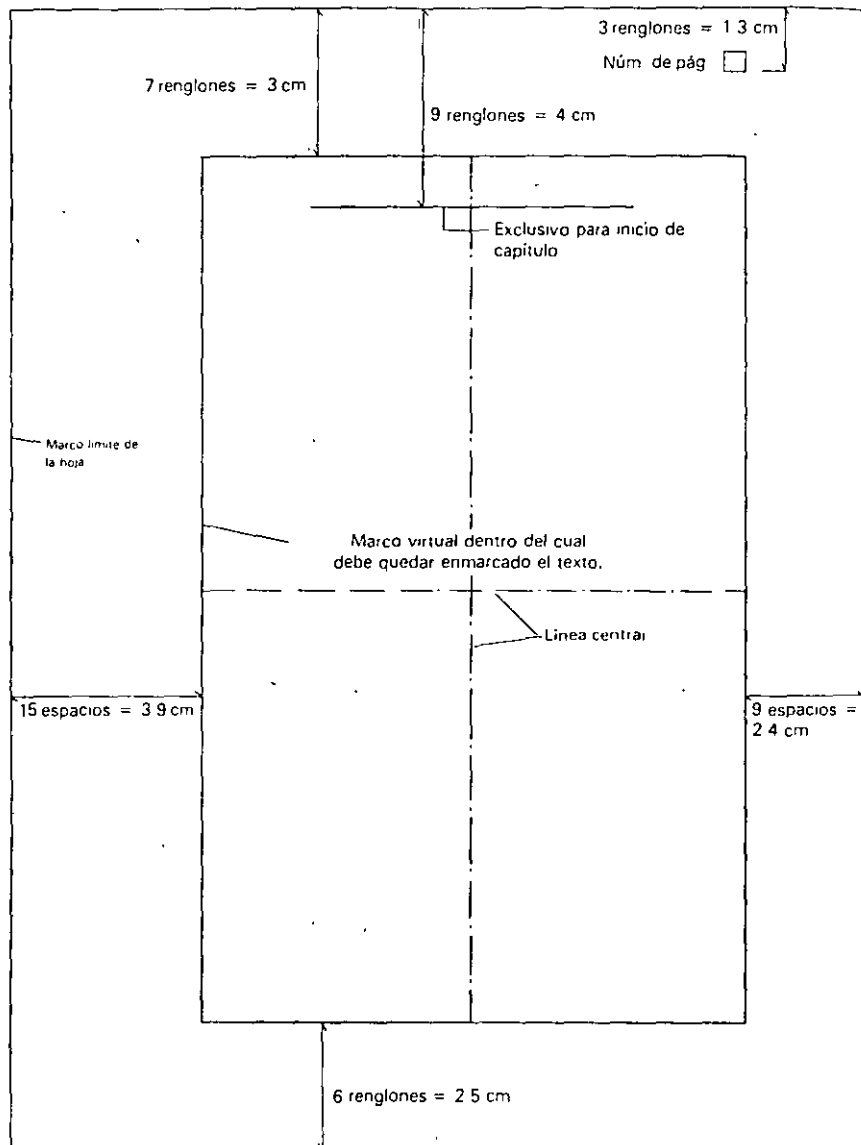 3 renglones = 1 3 cm
Núm de pág
7 renglones = 3 cm
9 renglones = 4 cm
Exclusivo para inicio de
capítulo
Marco límite de
la hoja
Marco virtual dentro del cual
debe quedar enmarcado el texto.
Línea central
15 espacios = 3 9 cm
9 espacios =
2 4 cm
6 renglones = 2 5 cm